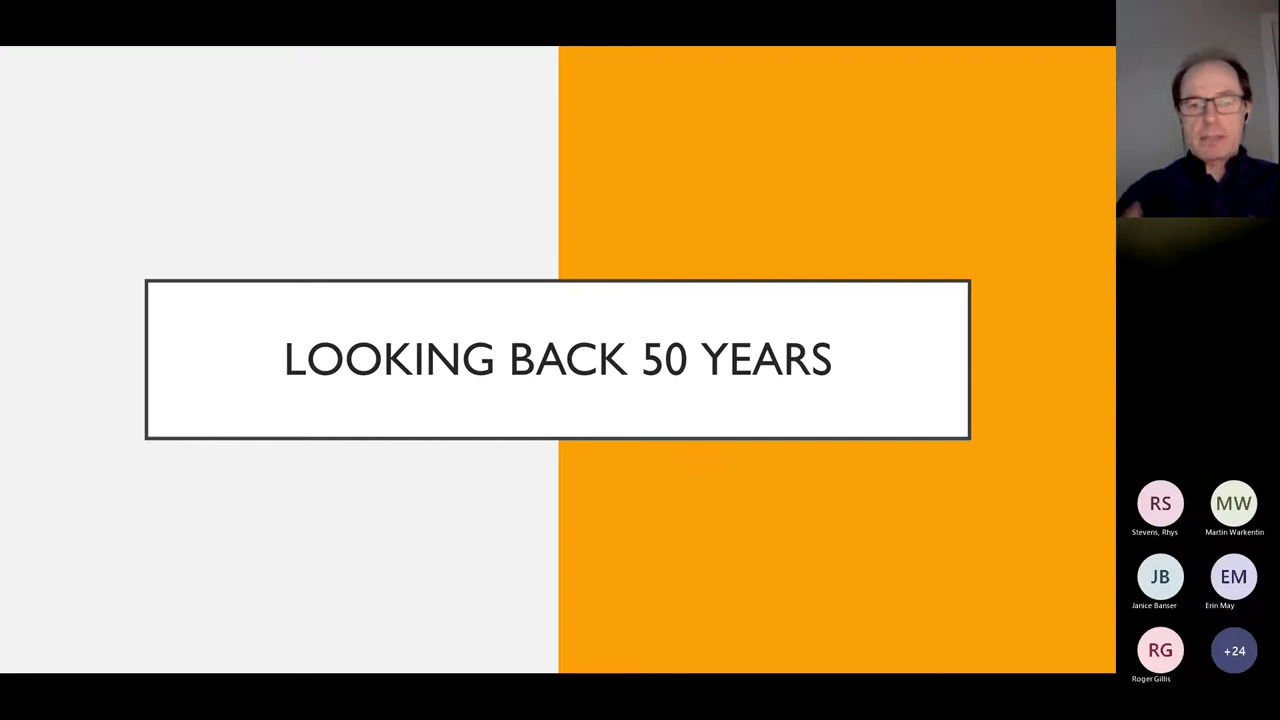 LOOKING BACK 50 YEARS
RS
MW
Stevens, Rhys
Martin Warkentin
JB
EM
Janice Banser
Erin May
RG
+24
Roger Gillis